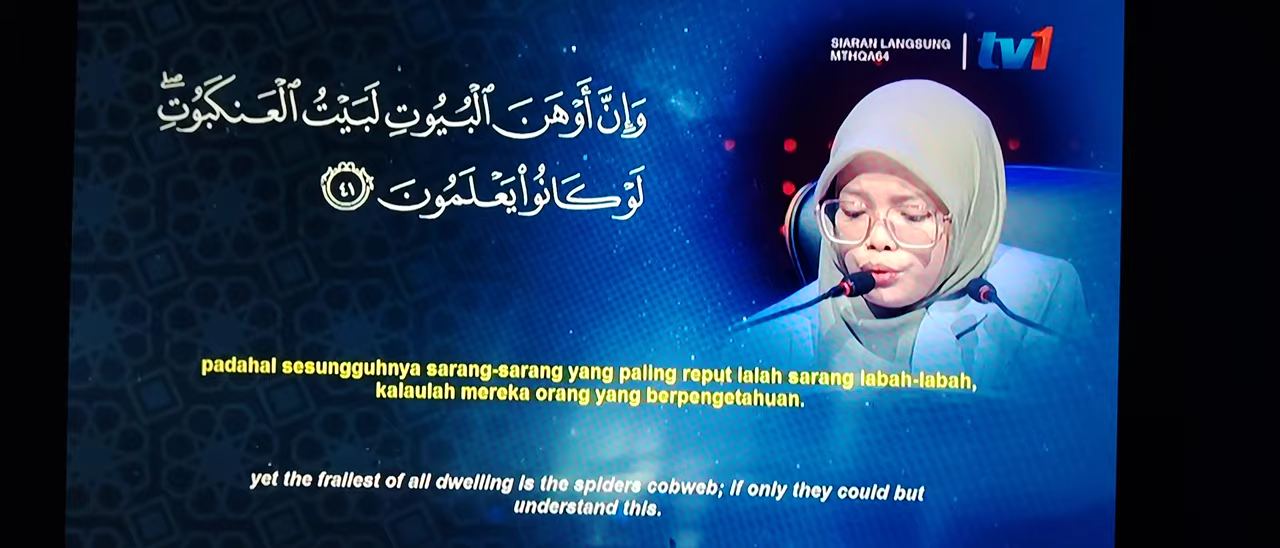 SIARAN LANGSUNG
MTHQA64
tv1
وَإِنَّ أَوْهَنَ ٱلْبُيُوتِ لَبَيْتُ ٱلْعَنكَبُوتِ ۖ
لَوْ كَانُوا۟ يَعْلَمُونَ ٤١
padahal sesungguhnya sarang-sarang yang paling reput ialah sarang labah-labah,
kalaulah mereka orang yang berpengetahuan.
yet the frailest of all dwelling is the spiders cobweb; if only they could but
understand this.